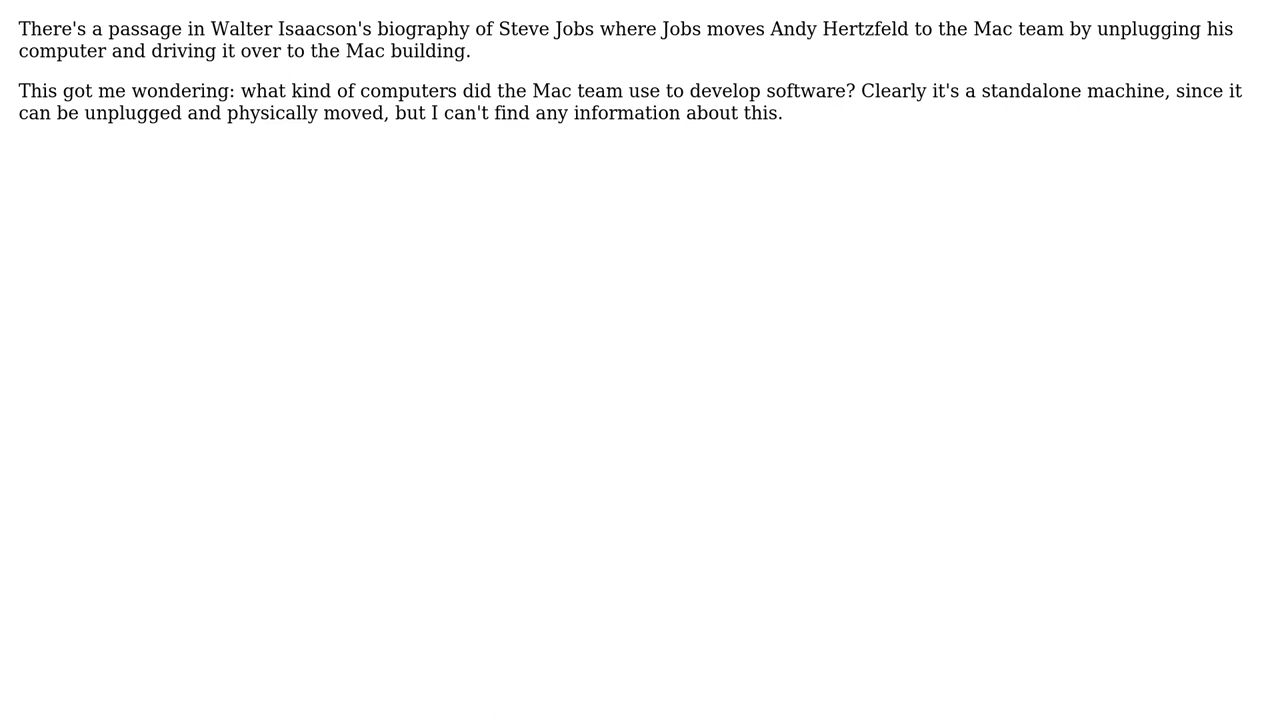 There's a passage in Walter Isaacson's biography of Steve Jobs where Jobs moves Andy Hertzfeld to the Mac team by unplugging his
computer and driving it over to the Mac building.
This got me wondering: what kind of computers did the Mac team use to develop software? Clearly it's a standalone machine, since it
can be unplugged and physically moved, but I can't find any information about this.